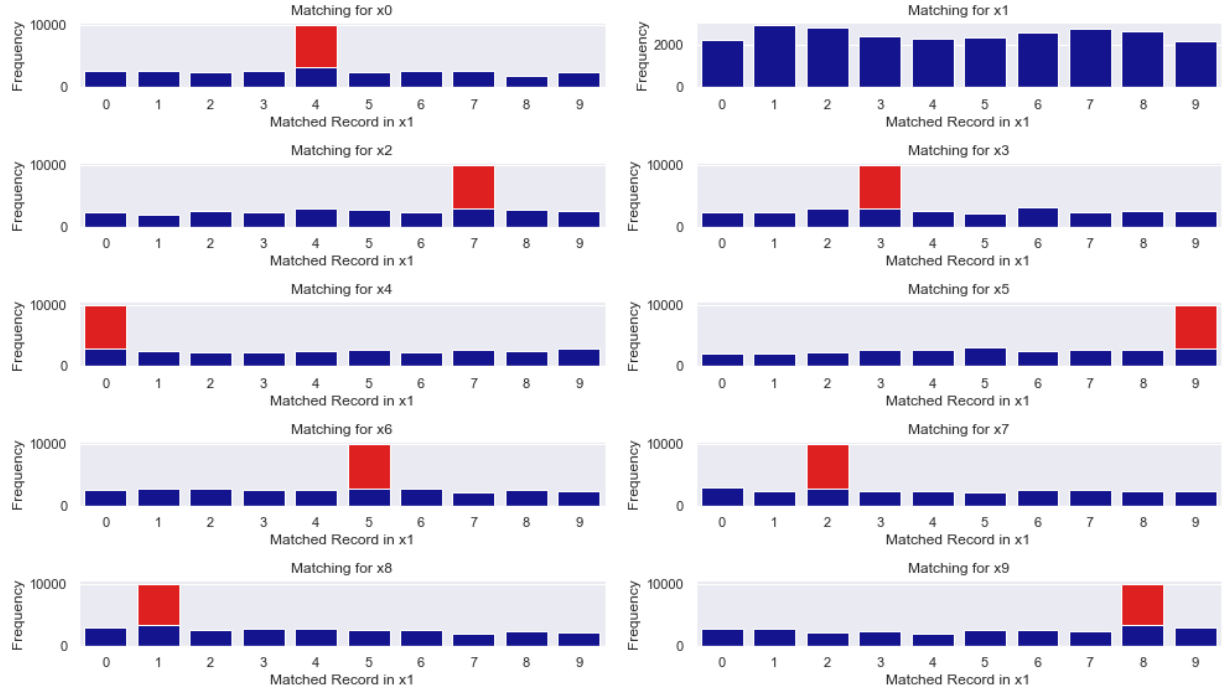 Matching for x0
10000
0
Frequency
0 1 2 3 4 5 6 7 8 9
Matched Record in x1
Matching for x1
2000
0
Frequency
0 1 2 3 4 5 6 7 8 9
Matched Record in x1
Matching for x2
10000
0
Frequency
0 1 2 3 4 5 6 7 8 9
Matched Record in x1
Matching for x3
10000
0
Frequency
0 1 2 3 4 5 6 7 8 9
Matched Record in x1
Matching for x4
10000
0
Frequency
0 1 2 3 4 5 6 7 8 9
Matched Record in x1
Matching for x5
10000
0
Frequency
0 1 2 3 4 5 6 7 8 9
Matched Record in x1
Matching for x6
10000
0
Frequency
0 1 2 3 4 5 6 7 8 9
Matched Record in x1
Matching for x7
10000
0
Frequency
0 1 2 3 4 5 6 7 8 9
Matched Record in x1
Matching for x8
10000
0
Frequency
0 1 2 3 4 5 6 7 8 9
Matched Record in x1
Matching for x9
10000
0
Frequency
0 1 2 3 4 5 6 7 8 9
Matched Record in x1